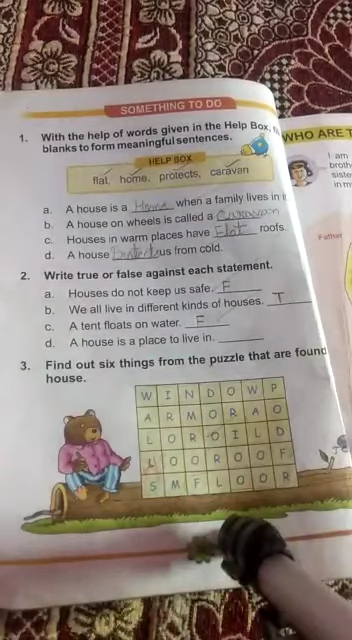 SOMETHING TO DO
1. With the help of words given in the Help Box,
blanks to form meaningful sentences.
HELP BOX
flat, home, protects, caravan
a. A house is a Home when a family lives in
b. A house on wheels is called a Caravan
c. Houses in warm places have Flat roofs.
d. A house us from cold.
2. Write true or false against each statement.
a. Houses do not keep us safe. F
b. We all live in different kinds of houses. T
c. A tent floats on water. F
d. A house is a place to live in.
3. Find out six things from the puzzle that are found
house.
W I N D O W P
A R M O R A O
L O R O I L D
L O O R O O F
S M F L O O R
WHO ARE
I am
broth
siste
in m
Father